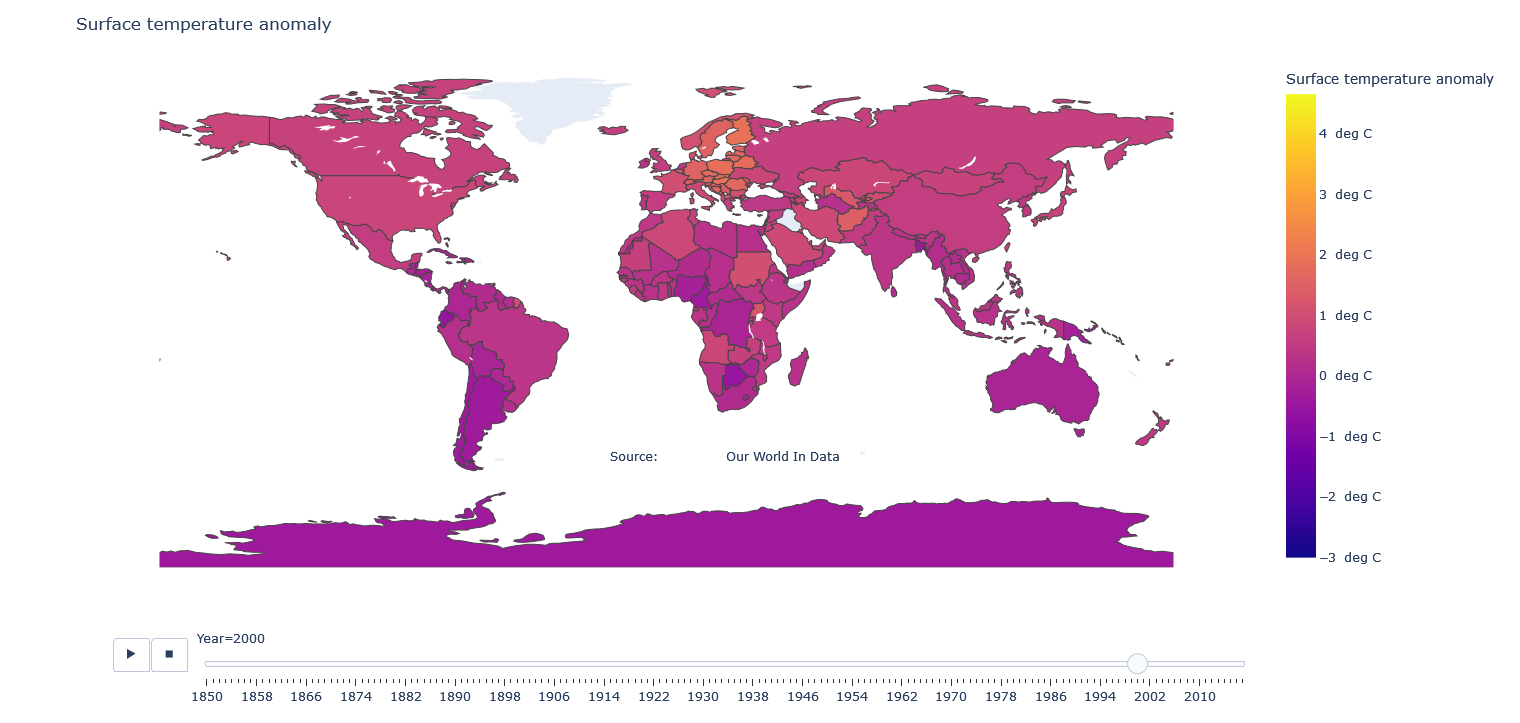 Surface temperature anomaly
Surface temperature anomaly
4 deg C
3 deg C
2 deg C
1 deg C
0 deg C
−1 deg C
−2 deg C
−3 deg C
Source: Our World In Data
Year=2000
1850 1858 1866 1874 1882 1890 1898 1906 1914 1922 1930 1938 1946 1954 1962 1970 1978 1986 1994 2002 2010